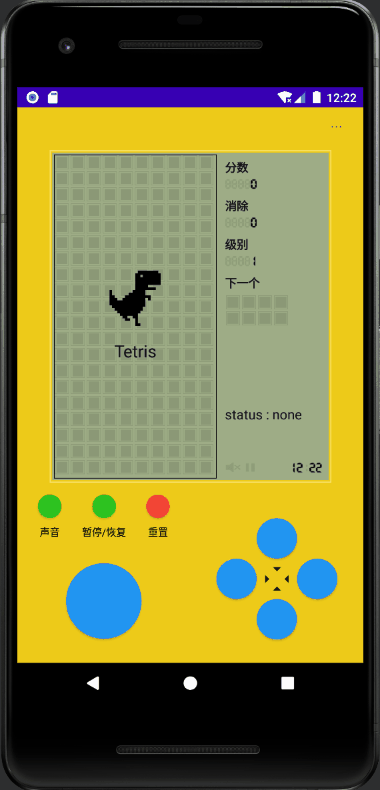 12:22
...
分数
0
消除
0
级别
1
下一个
Tetris
status : none
12 22
声音
暂停/恢复
重置